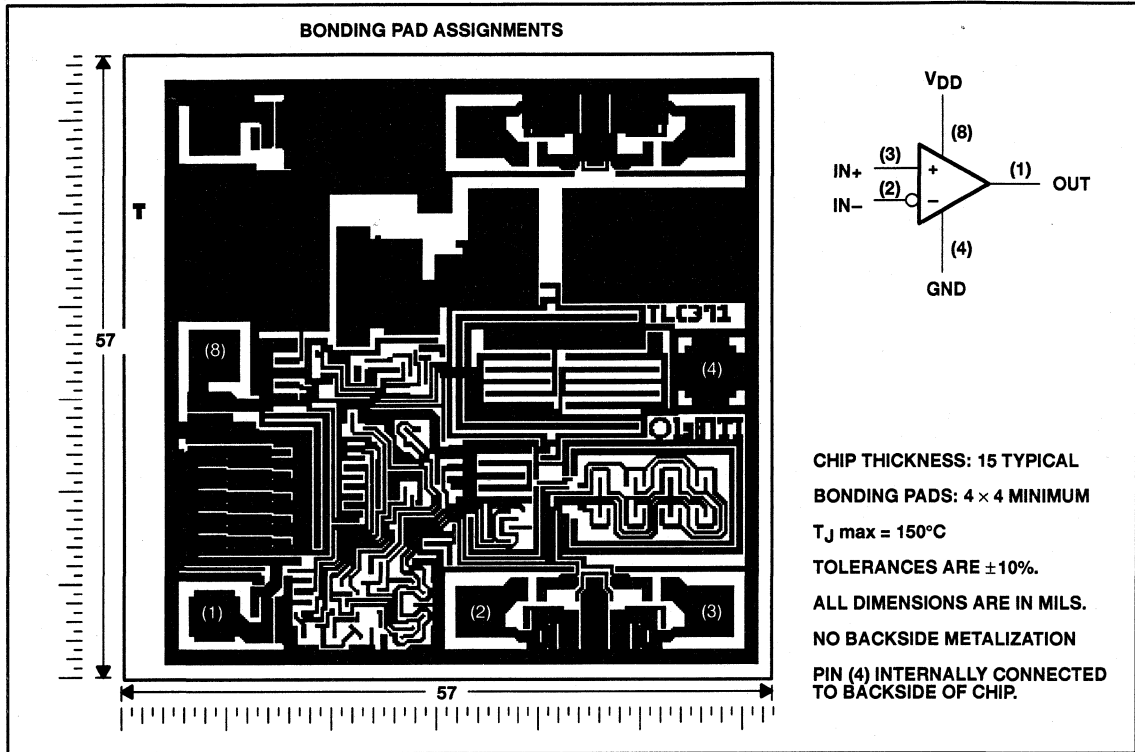 BONDING PAD ASSIGNMENTS
57
T
TLC371
(8)
(4)
(1)
(2)
(3)
57
VDD
(8)
(3)
IN+
+
(1)
OUT
(2)
IN−
−
(4)
GND
CHIP THICKNESS: 15 TYPICAL
BONDING PADS: 4 × 4 MINIMUM
TJ max = 150°C
TOLERANCES ARE ±10%.
ALL DIMENSIONS ARE IN MILS.
NO BACKSIDE METALIZATION
PIN (4) INTERNALLY CONNECTED
TO BACKSIDE OF CHIP.